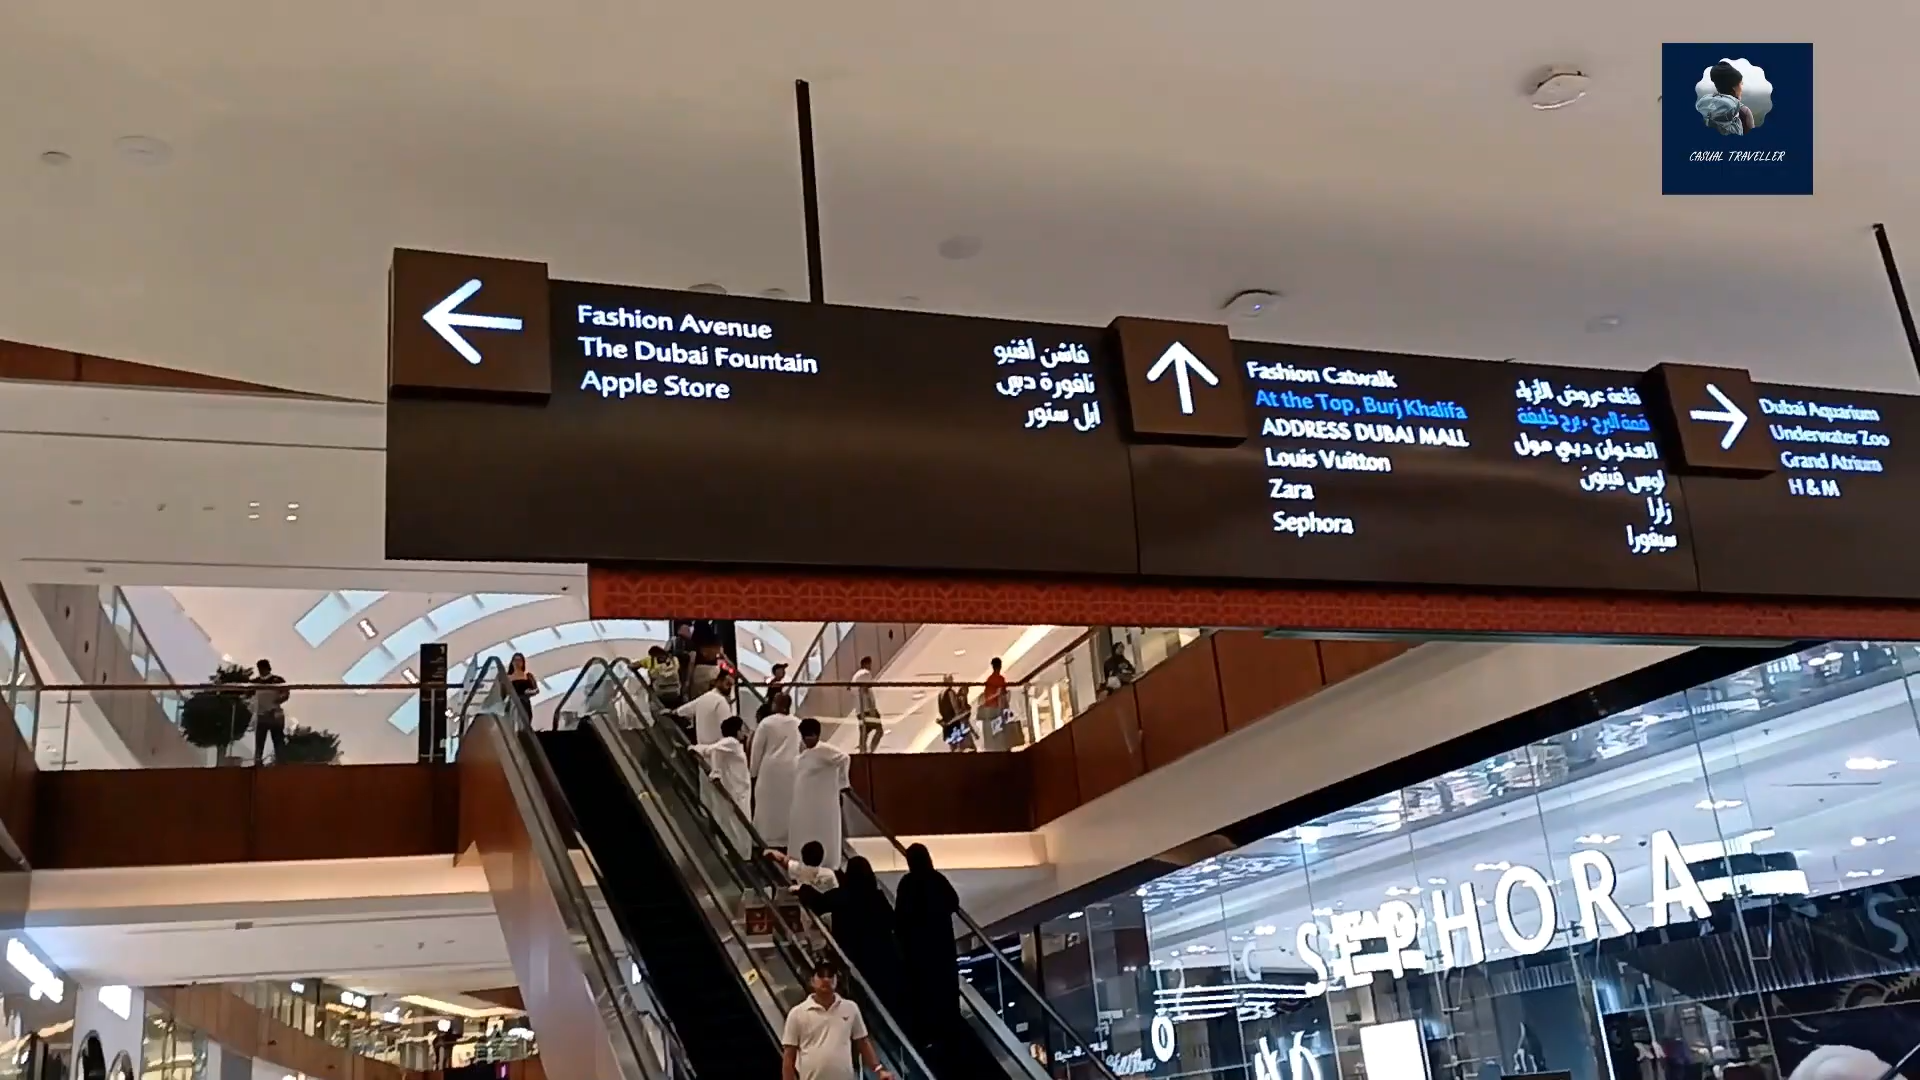 CASUAL TRAVELLER
Fashion Avenue
The Dubai Fountain
Apple Store
فاشن أفنيو
نافورة دبي
ابل ستور
Fashion Catwalk
At the Top, Burj Khalifa
ADDRESS DUBAI MALL
Louis Vuitton
Zara
Sephora
قاعة عروض الأزياء
قمة البرج، برج خليفة
العنوان دبي مول
لويس فيتون
زارا
سيفورا
Dubai Aquarium
Underwater Zoo
Grand Atrium
H & M
SEPHORA